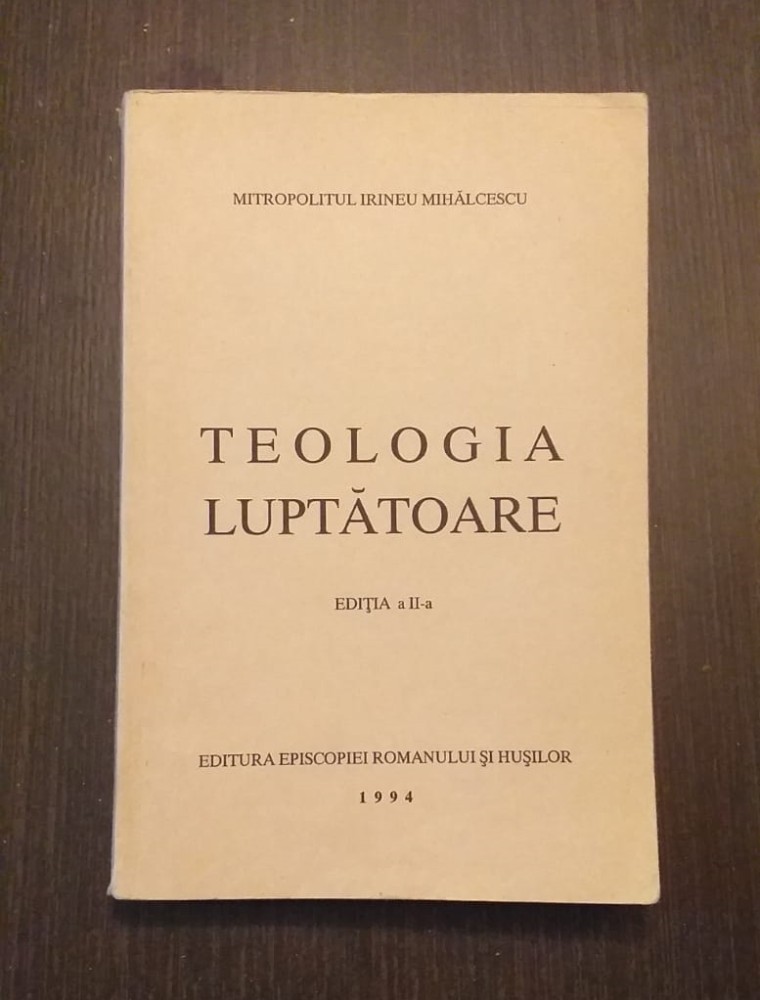 MITROPOLITUL IRINEU MIHĂLCESCU
TEOLOGIA
LUPTĂTOARE
EDIŢIA a II-a
EDITURA EPISCOPIEI ROMANULUI ŞI HUŞILOR
1994